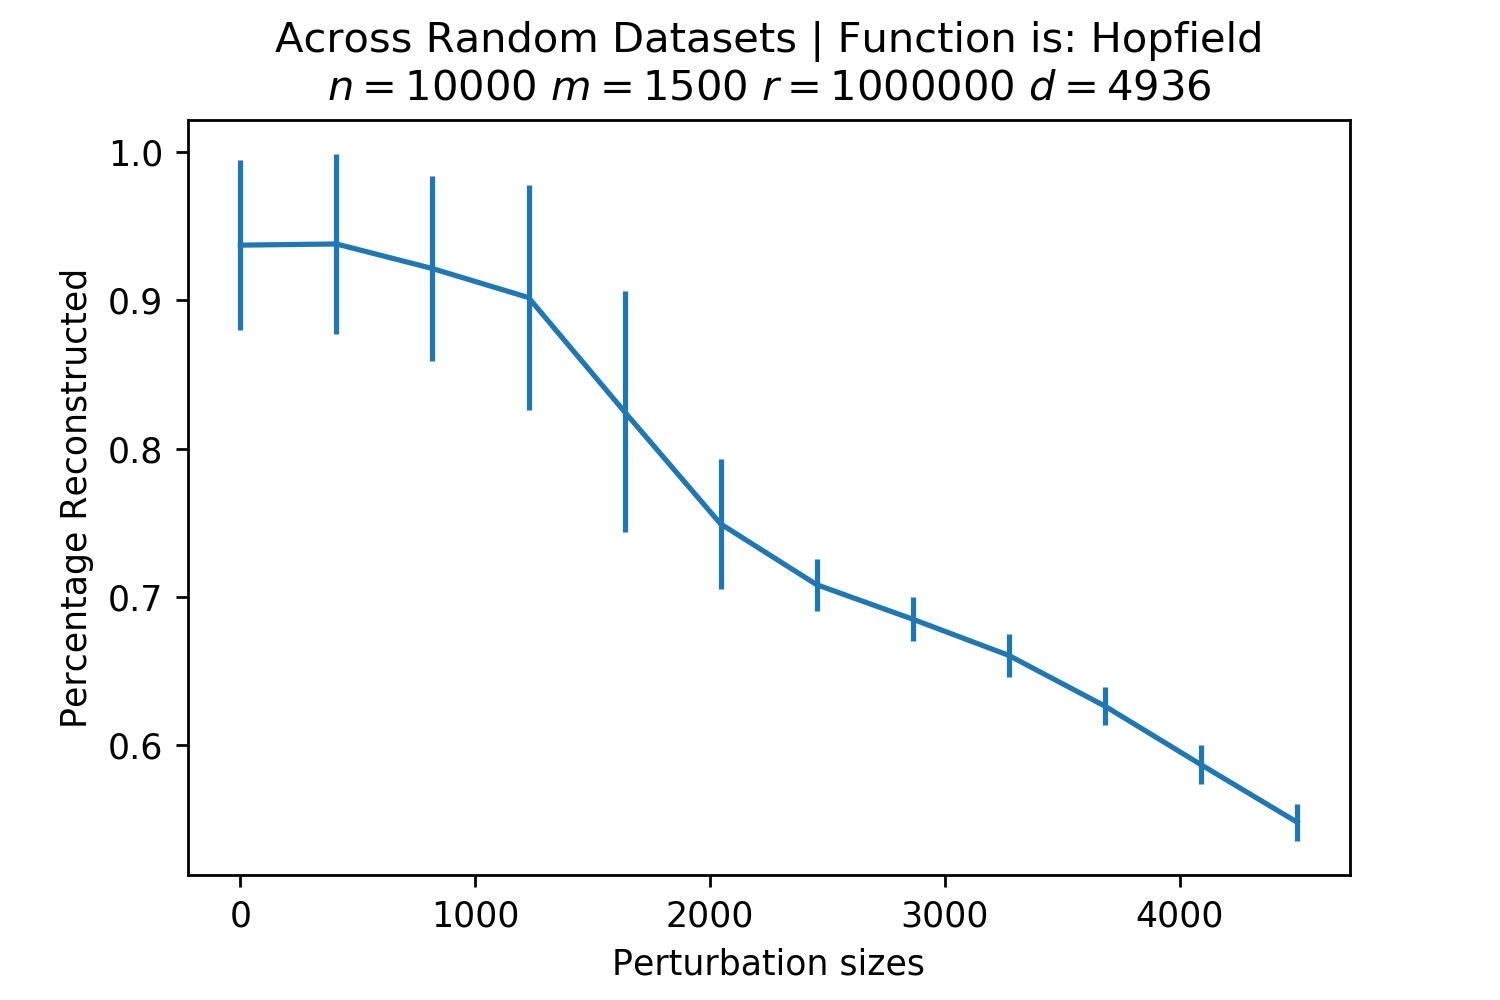 Across Random Datasets | Function is: Hopfield
n = 10000 m = 1500 r = 1000000 d = 4936
1.0
0.9
0.8
0.7
0.6
Percentage Reconstructed
0 1000 2000 3000 4000
Perturbation sizes